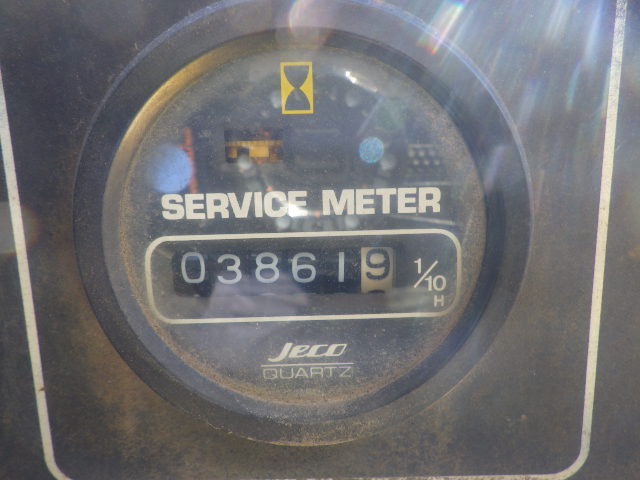 SERVICE METER
038619 1/10 H
Jeco
QUARTZ